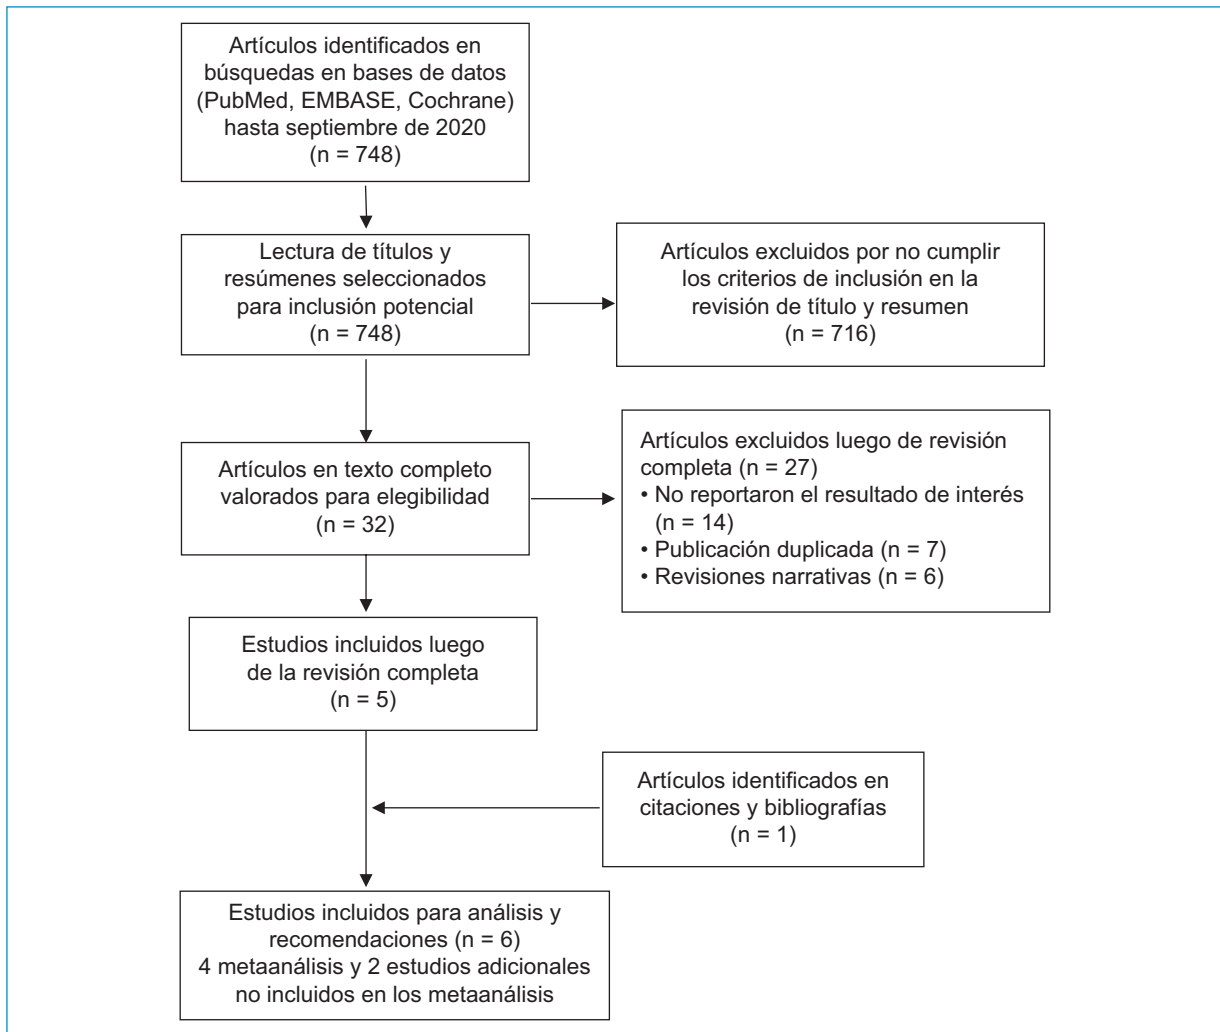 Artículos identificados en
búsquedas en bases de datos
(PubMed, EMBASE, Cochrane)
hasta septiembre de 2020
(n = 748)
Lectura de títulos y
resúmenes seleccionados
para inclusión potencial
(n = 748)
Artículos excluidos por no cumplir
los criterios de inclusión en la
revisión de título y resumen
(n = 716)
Artículos en texto completo
valorados para elegibilidad
(n = 32)
Artículos excluidos luego de revisión
completa (n = 27)
• No reportaron el resultado de interés
(n = 14)
• Publicación duplicada (n = 7)
• Revisiones narrativas (n = 6)
Estudios incluidos luego
de la revisión completa
(n = 5)
Artículos identificados en
citaciones y bibliografías
(n = 1)
Estudios incluidos para análisis y
recomendaciones (n = 6)
4 metaanálisis y 2 estudios adicionales
no incluidos en los metaanálisis